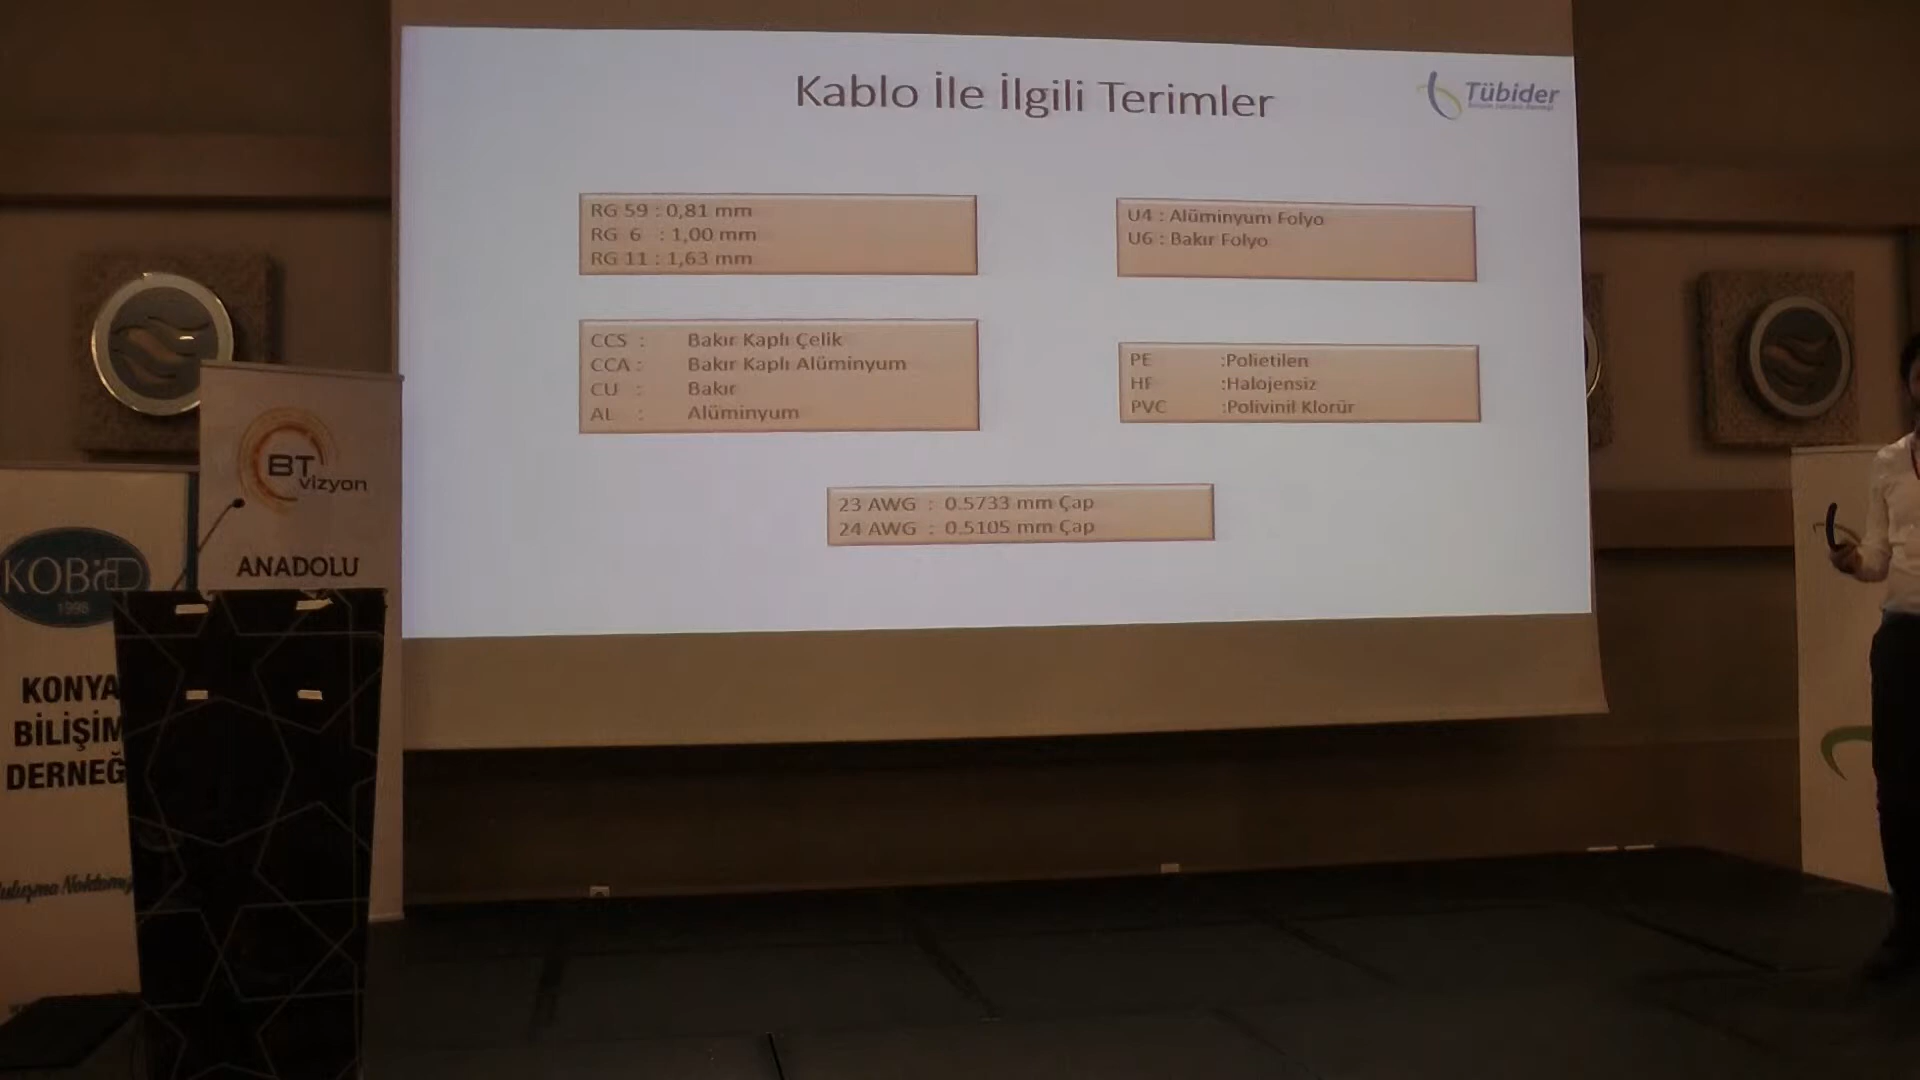 Kablo İle İlgili Terimler
Tübider
RG 59 : 0,81 mm
RG 6 : 1,00 mm
RG 11 : 1,63 mm
U4 : Alüminyum Folyo
U6 : Bakır Folyo
CCS : Bakır Kaplı Çelik
CCA : Bakır Kaplı Alüminyum
CU : Bakır
AL : Alüminyum
PE :Polietilen
HF :Halojensiz
PVC :Polivinil Klorür
23 AWG : 0.5733 mm Çap
24 AWG : 0.5105 mm Çap
BT vizyon
ANADOLU
KOBİD
1998
KONYA
BİLİŞİM
DERNEĞ